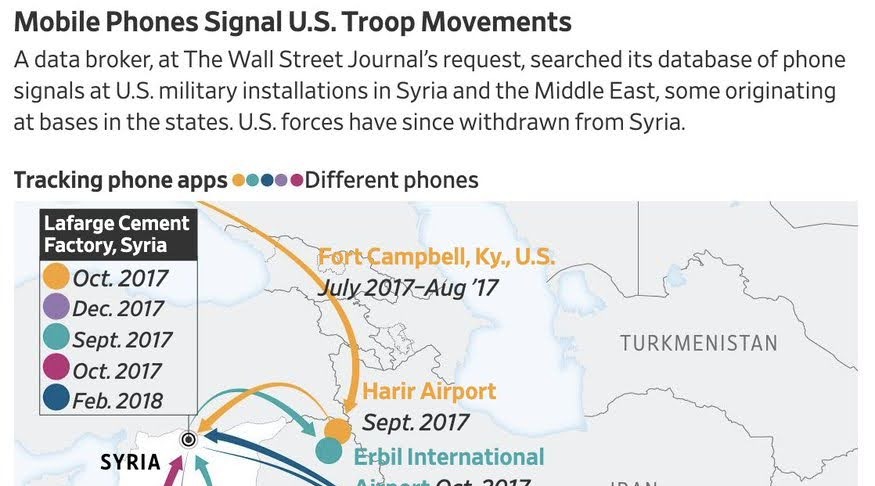 Mobile Phones Signal U.S. Troop Movements
A data broker, at The Wall Street Journal’s request, searched its database of phone
signals at U.S. military installations in Syria and the Middle East, some originating
at bases in the states. U.S. forces have since withdrawn from Syria.
Tracking phone apps Different phones
Lafarge Cement
Factory, Syria
Oct. 2017
Dec. 2017
Sept. 2017
Oct. 2017
Feb. 2018
Fort Campbell, Ky., U.S.
July 2017–Aug ’17
TURKMENISTAN
Harir Airport
Sept. 2017
Erbil International
Airport Oct. 2017
SYRIA
IRAN